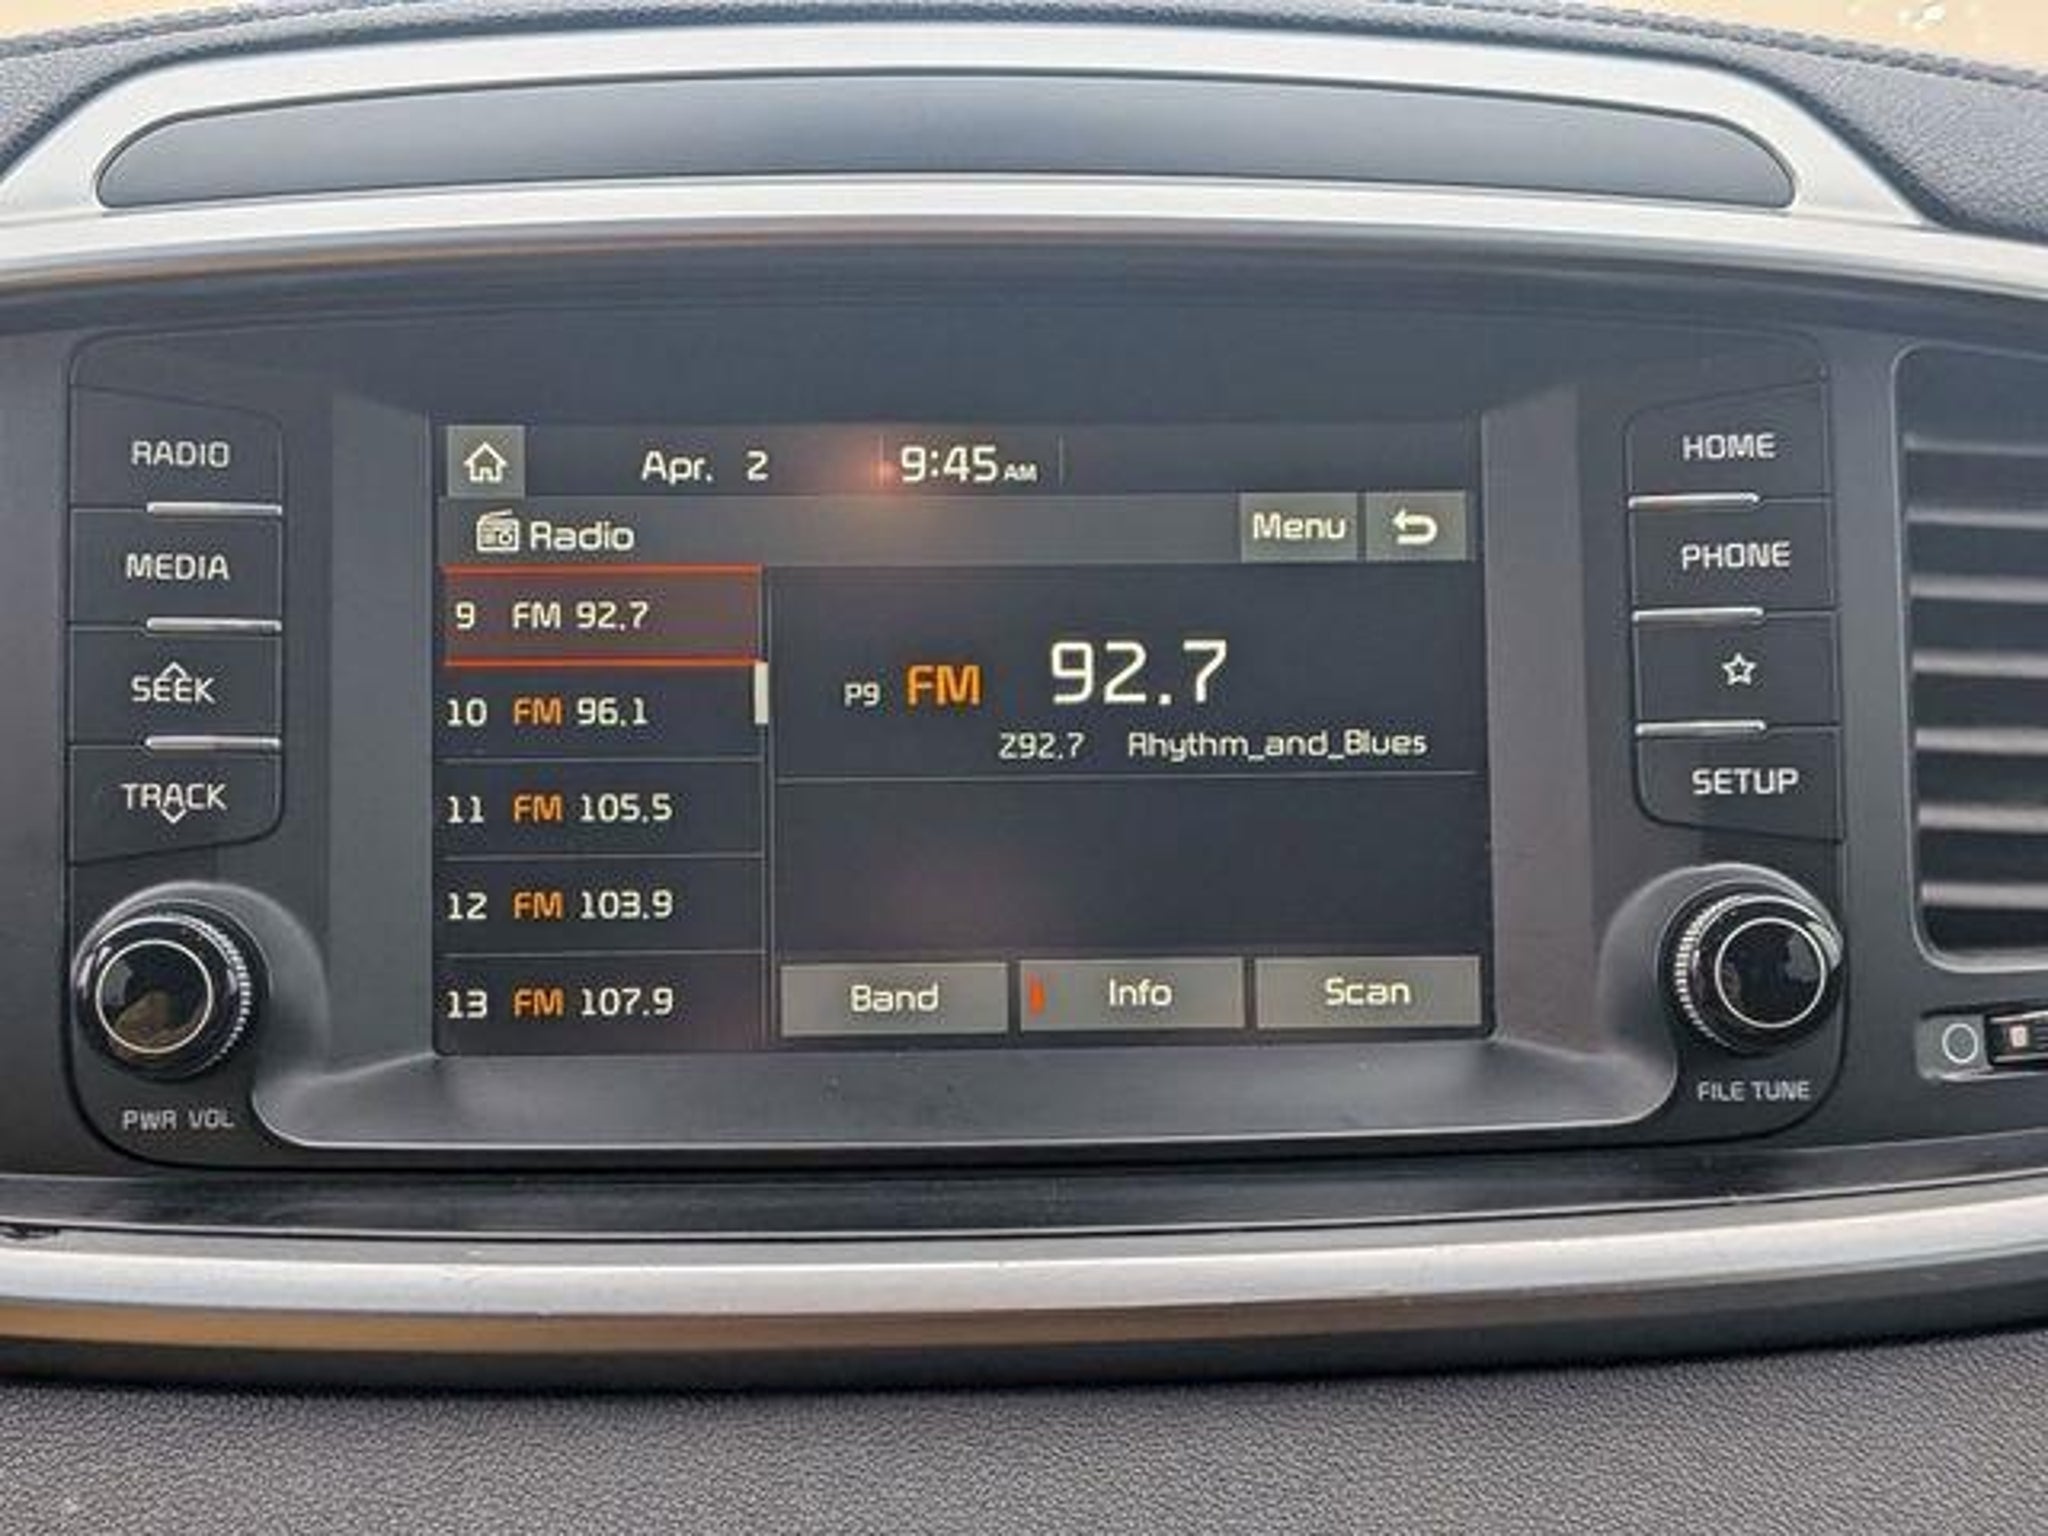 RADIO
MEDIA
SEEK
TRACK
PWR VOL
Apr. 2 9:45 AM
Radio
Menu
9 FM 92.7
10 FM 96.1
11 FM 105.5
12 FM 103.9
13 FM 107.9
P9 FM 92.7
Z92.7 Rhythm_and_Blues
Band
Info
Scan
HOME
PHONE
SETUP
FILE TUNE